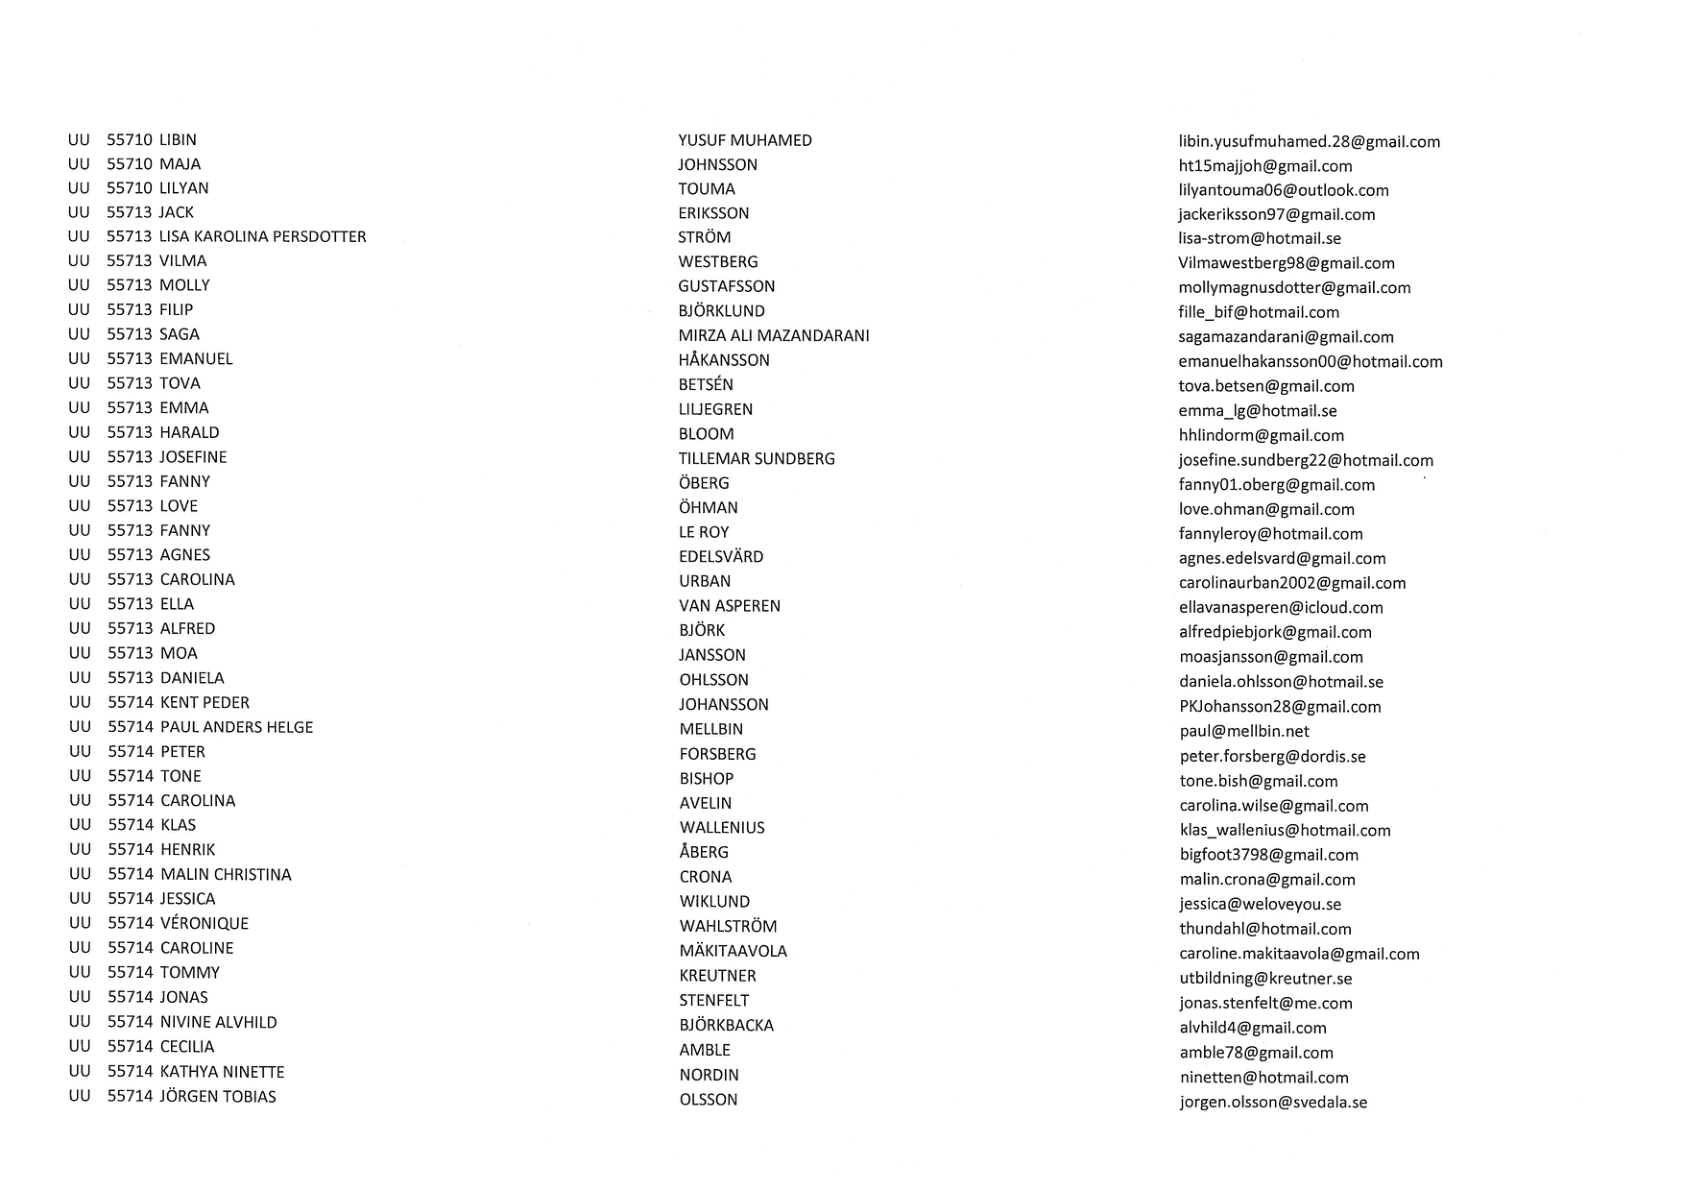 UU 55710 LIBIN YUSUF MUHAMED libin.yusufmuhamed.28@gmail.com
UU 55710 MAJA JOHNSSON ht15majjoh@gmail.com
UU 55710 LILYAN TOUMA lilyantouma06@outlook.com
UU 55713 JACK ERIKSSON jackeriksson97@gmail.com
UU 55713 LISA KAROLINA PERSDOTTER STRÖM lisa-strom@hotmail.se
UU 55713 VILMA WESTBERG Vilmawestberg98@gmail.com
UU 55713 MOLLY GUSTAFSSON mollymagnusdotter@gmail.com
UU 55713 FILIP BJÖRKLUND fille_bif@hotmail.com
UU 55713 SAGA MIRZA ALI MAZANDARANI sagamazandarani@gmail.com
UU 55713 EMANUEL HÅKANSSON emanuelhakansson00@hotmail.com
UU 55713 TOVA BETSÉN tova.betsen@gmail.com
UU 55713 EMMA LILJEGREN emma_lg@hotmail.se
UU 55713 HARALD BLOOM hhlindorm@gmail.com
UU 55713 JOSEFINE TILLEMAR SUNDBERG josefine.sundberg22@hotmail.com
UU 55713 FANNY ÖBERG fanny01.oberg@gmail.com
UU 55713 LOVE ÖHMAN love.ohman@gmail.com
UU 55713 FANNY LE ROY fannyleroy@hotmail.com
UU 55713 AGNES EDELSVÄRD agnes.edelsvard@gmail.com
UU 55713 CAROLINA URBAN carolinaurban2002@gmail.com
UU 55713 ELLA VAN ASPEREN ellavanasperen@icloud.com
UU 55713 ALFRED BJÖRK alfredpiebjork@gmail.com
UU 55713 MOA JANSSON moasjansson@gmail.com
UU 55713 DANIELA OHLSSON daniela.ohlsson@hotmail.se
UU 55714 KENT PEDER JOHANSSON PKJohansson28@gmail.com
UU 55714 PAUL ANDERS HELGE MELLBIN paul@mellbin.net
UU 55714 PETER FORSBERG peter.forsberg@dordis.se
UU 55714 TONE BISHOP tone.bish@gmail.com
UU 55714 CAROLINA AVELIN carolina.wilse@gmail.com
UU 55714 KLAS WALLENIUS klas_wallenius@hotmail.com
UU 55714 HENRIK ÅBERG bigfoot3798@gmail.com
UU 55714 MALIN CHRISTINA CRONA malin.crona@gmail.com
UU 55714 JESSICA WIKLUND jessica@weloveyou.se
UU 55714 VÉRONIQUE WAHLSTRÖM thundahl@hotmail.com
UU 55714 CAROLINE MÄKITAAVOLA caroline.makitaavola@gmail.com
UU 55714 TOMMY KREUTNER utbildning@kreutner.se
UU 55714 JONAS STENFELT jonas.stenfelt@me.com
UU 55714 NIVINE ALVHILD BJÖRKBACKA alvhild4@gmail.com
UU 55714 CECILIA AMBLE amble78@gmail.com
UU 55714 KATHYA NINETTE NORDIN ninetten@hotmail.com
UU 55714 JÖRGEN TOBIAS OLSSON jorgen.olsson@svedala.se